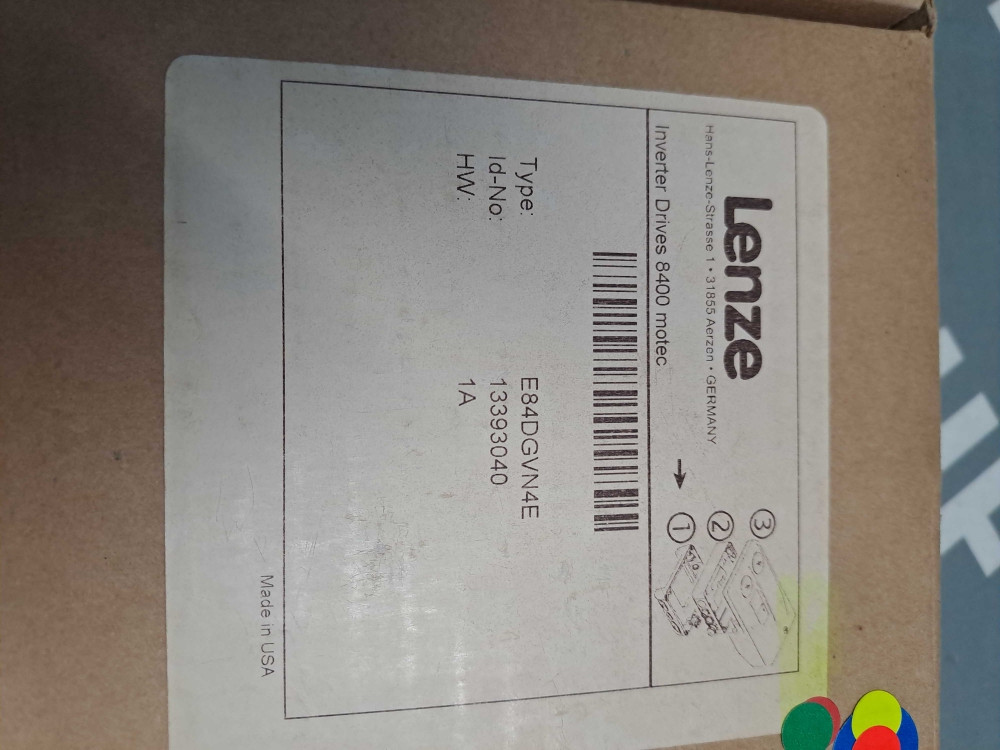 Lenze
Hans-Lenze-Strasse 1 • 31855 Aerzen • GERMANY
Inverter Drives 8400 motec
3
2
1
Type: E84DGVN4E
Id-No: 13393040
HW: 1A
Made in USA